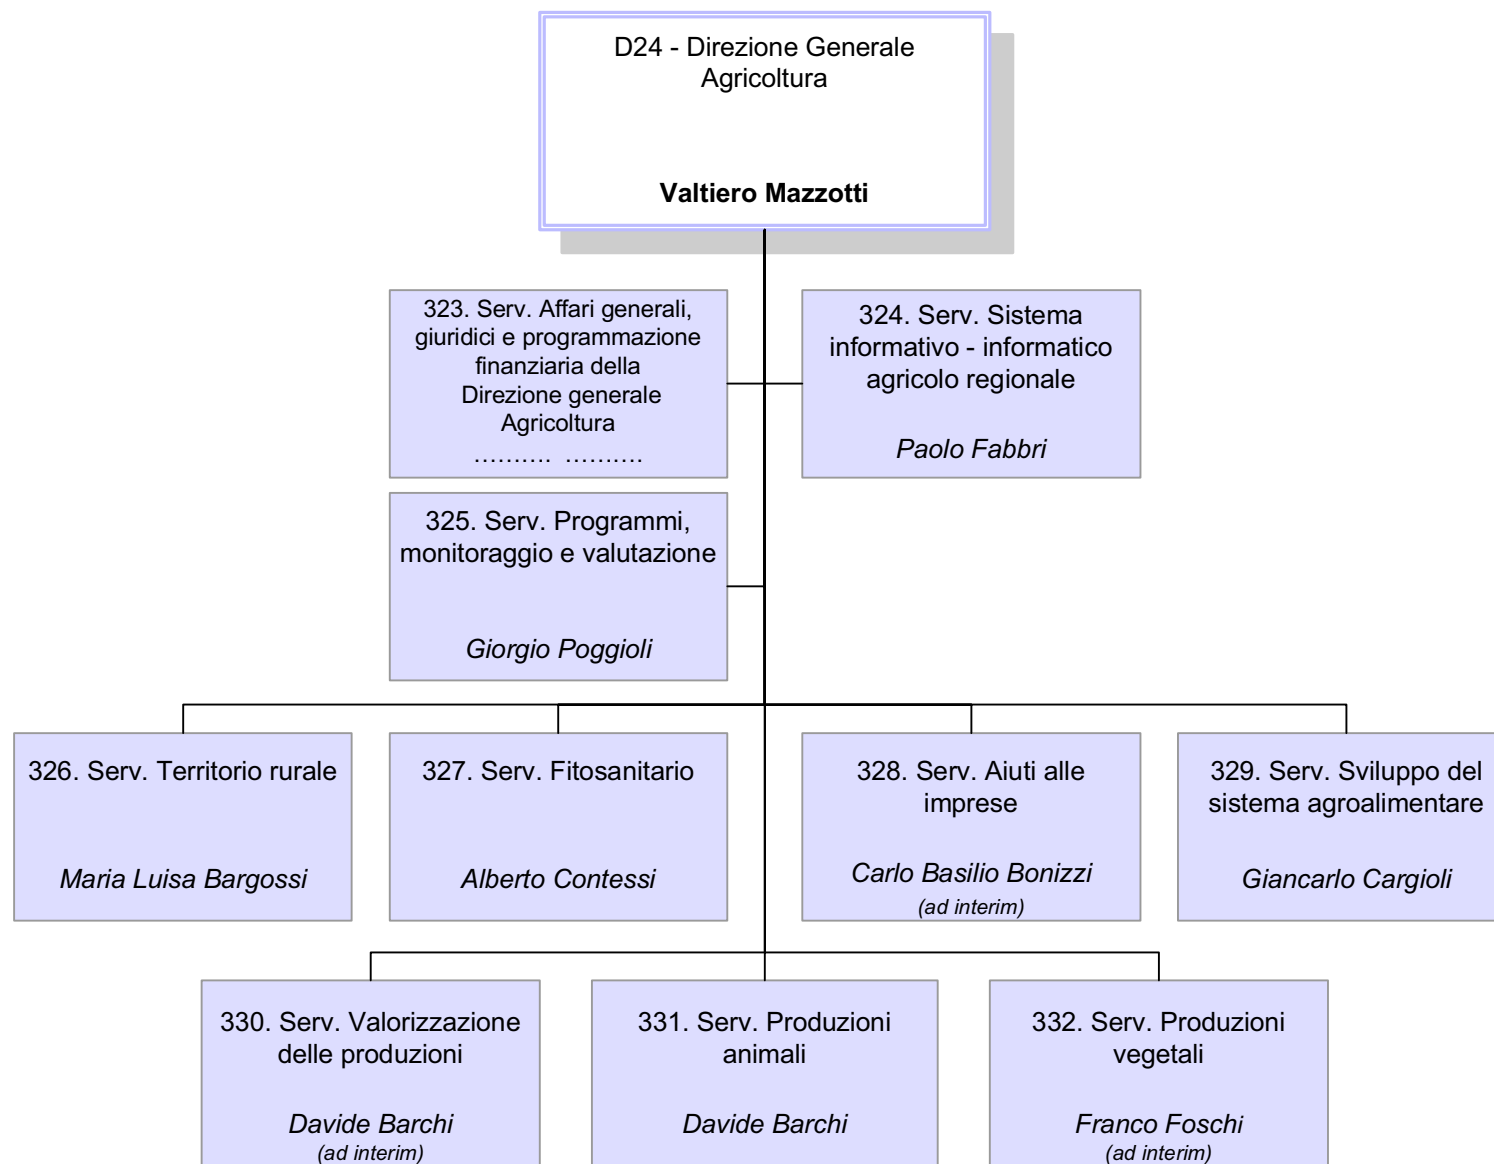 D24 - Direzione Generale
Agricoltura
Valtiero Mazzotti
323. Serv. Affari generali,
giuridici e programmazione
finanziaria della
Direzione generale
Agricoltura
.......... ..........
324. Serv. Sistema
informativo - informatico
agricolo regionale
Paolo Fabbri
325. Serv. Programmi,
monitoraggio e valutazione
Giorgio Poggioli
326. Serv. Territorio rurale
Maria Luisa Bargossi
327. Serv. Fitosanitario
Alberto Contessi
328. Serv. Aiuti alle
imprese
Carlo Basilio Bonizzi
(ad interim)
329. Serv. Sviluppo del
sistema agroalimentare
Giancarlo Cargioli
330. Serv. Valorizzazione
delle produzioni
Davide Barchi
(ad interim)
331. Serv. Produzioni
animali
Davide Barchi
332. Serv. Produzioni
vegetali
Franco Foschi
(ad interim)